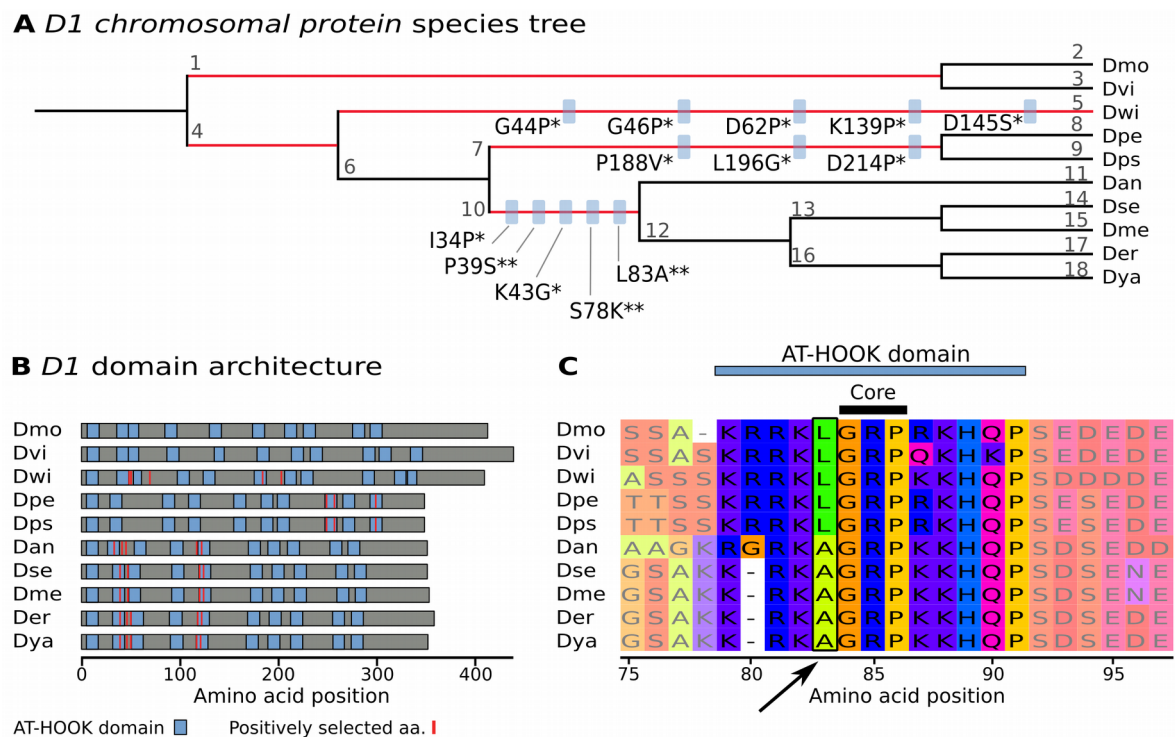 A D1 chromosomal protein species tree
1
2
Dmo
3
Dvi
4
5
Dwi
G44P*
G46P*
D62P*
K139P*
D145S*
6
7
8
Dpe
9
Dps
P188V*
L196G*
D214P*
10
11
Dan
I34P*
P39S**
K43G*
S78K**
L83A**
12
13
14
Dse
15
Dme
16
17
Der
18
Dya
B D1 domain architecture
Dmo
Dvi
Dwi
Dpe
Dps
Dan
Dse
Dme
Der
Dya
0 100 200 300 400
Amino acid position
AT-HOOK domain Positively selected aa.
C
AT-HOOK domain
Core
Dmo S S A - K R R K L G R P R K H Q P S E D E D E
Dvi S S A S K R R K L G R P Q K H K P S E D E D E
Dwi A S S S K R R K L G R P K K H Q P S D D D D E
Dpe T T S S K R R K L G R P K R H Q P S E S E D E
Dps T T S S K R R K L G R P K R H Q P S E S E D E
Dan A A G K R G R K A G R P K K H Q P S D S E D D
Dse G S A K K - R K A G R P K K H Q P S D S E N E
Dme G S A K K - R K A G R P K K H Q P S D S E N E
Der G S A K K - R K A G R P K K H Q P S D S E D E
Dya G S A K K - R K A G R P K K H Q P S D S E D E
75 80 85 90 95
Amino acid position